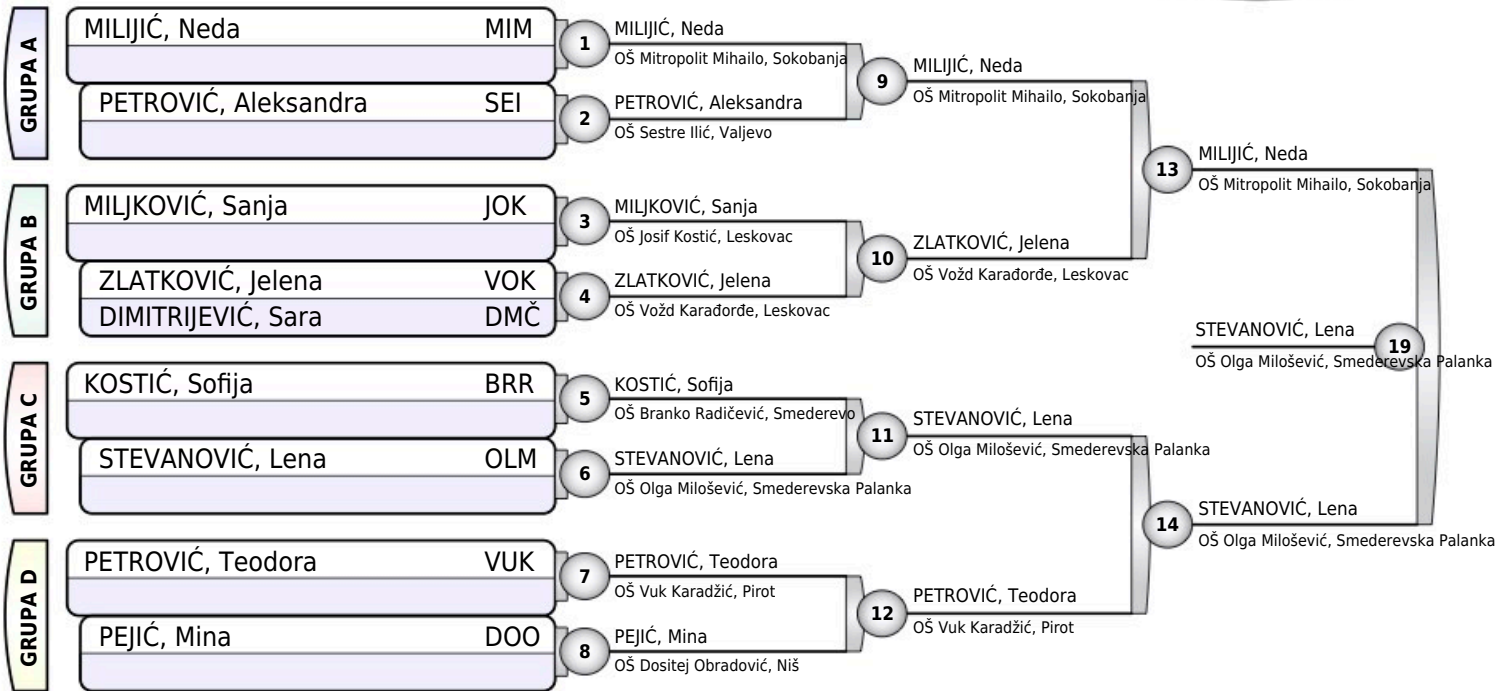 GRUPA A
MILIJIĆ, Neda MIM
PETROVIĆ, Aleksandra SEI
GRUPA B
MILJKOVIĆ, Sanja JOK
ZLATKOVIĆ, Jelena VOK
DIMITRIJEVIĆ, Sara DMČ
GRUPA C
KOSTIĆ, Sofija BRR
STEVANOVIĆ, Lena OLM
GRUPA D
PETROVIĆ, Teodora VUK
PEJIĆ, Mina DOO
1
MILIJIĆ, Neda
OŠ Mitropolit Mihailo, Sokobanja
2
PETROVIĆ, Aleksandra
OŠ Sestre Ilić, Valjevo
3
MILJKOVIĆ, Sanja
OŠ Josif Kostić, Leskovac
4
ZLATKOVIĆ, Jelena
OŠ Vožd Karađorđe, Leskovac
5
KOSTIĆ, Sofija
OŠ Branko Radičević, Smederevo
6
STEVANOVIĆ, Lena
OŠ Olga Milošević, Smederevska Palanka
7
PETROVIĆ, Teodora
OŠ Vuk Karadžić, Pirot
8
PEJIĆ, Mina
OŠ Dositej Obradović, Niš
9
MILIJIĆ, Neda
OŠ Mitropolit Mihailo, Sokobanja
10
ZLATKOVIĆ, Jelena
OŠ Vožd Karađorđe, Leskovac
11
STEVANOVIĆ, Lena
OŠ Olga Milošević, Smederevska Palanka
12
PETROVIĆ, Teodora
OŠ Vuk Karadžić, Pirot
13
MILIJIĆ, Neda
OŠ Mitropolit Mihailo, Sokobanja
14
STEVANOVIĆ, Lena
OŠ Olga Milošević, Smederevska Palanka
STEVANOVIĆ, Lena
19
OŠ Olga Milošević, Smederevska Palanka